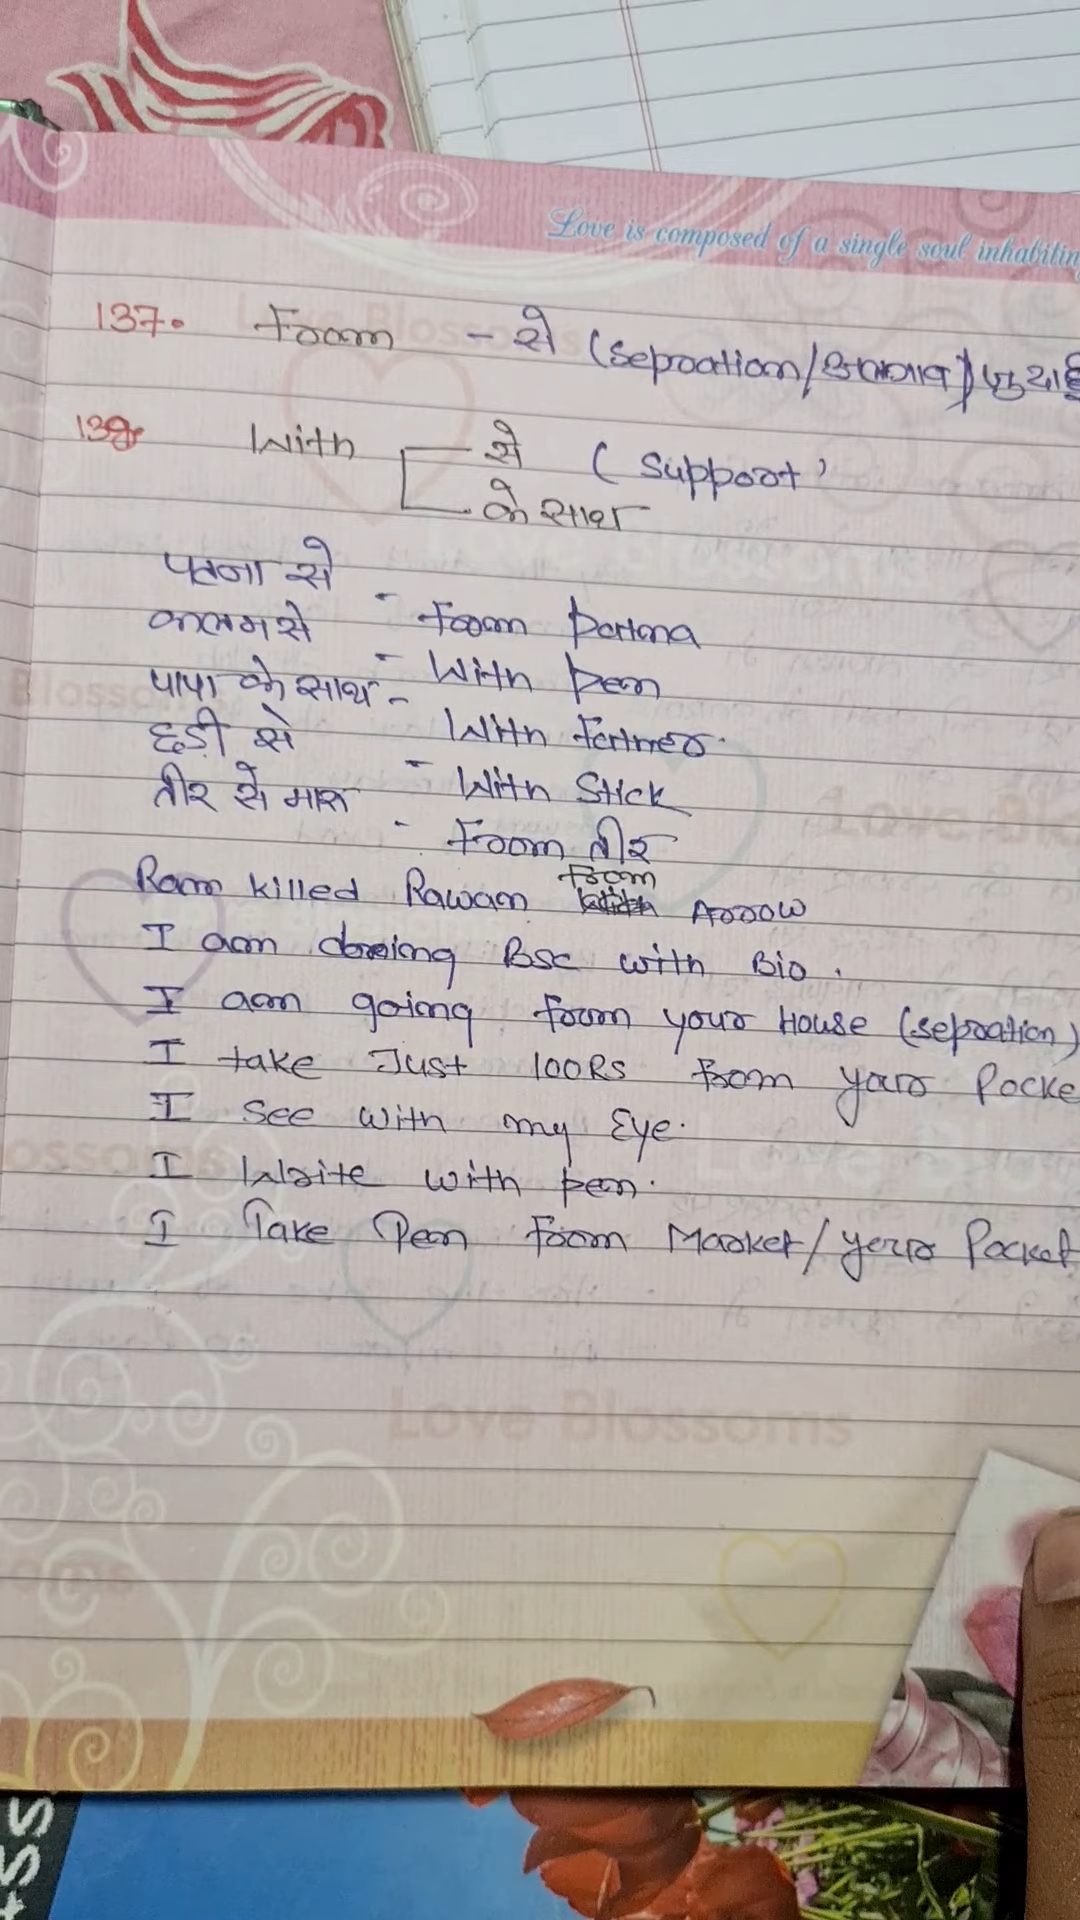 Love is composed of a single soul inhabitin
137. From - से (Sepration/अलगाव) जुदाई
138. With से (Support)
के साथ
पटना से - From patna
कलम से - With pen
पापा के साथ - With Father.
छड़ी से - With Stick
तीर से मारा - From तीर
Ram killed Rawan from Arrow
I am doing Bsc with Bio.
I am going from your House (sepration)
I take Just 100Rs from your Pocke
I See with my Eye.
I Write with pen.
I Take Pen from Market/your Pocket
Love Blossoms